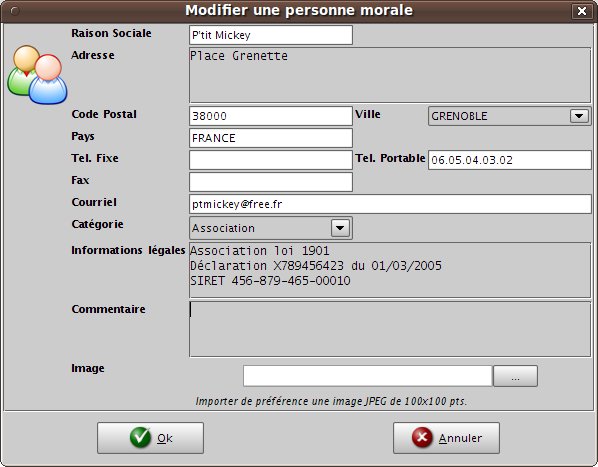 Modifier une personne morale
Raison Sociale P'tit Mickey
Adresse Place Grenette
Code Postal 38000 Ville GRENOBLE
Pays FRANCE
Tel. Fixe Tel. Portable 06.05.04.03.02
Fax
Courriel ptmickey@free.fr
Catégorie Association
Informations légales Association loi 1901
Déclaration X789456423 du 01/03/2005
SIRET 456-879-465-00010
Commentaire
Image ...
Importer de préférence une image JPEG de 100x100 pts.
Ok Annuler